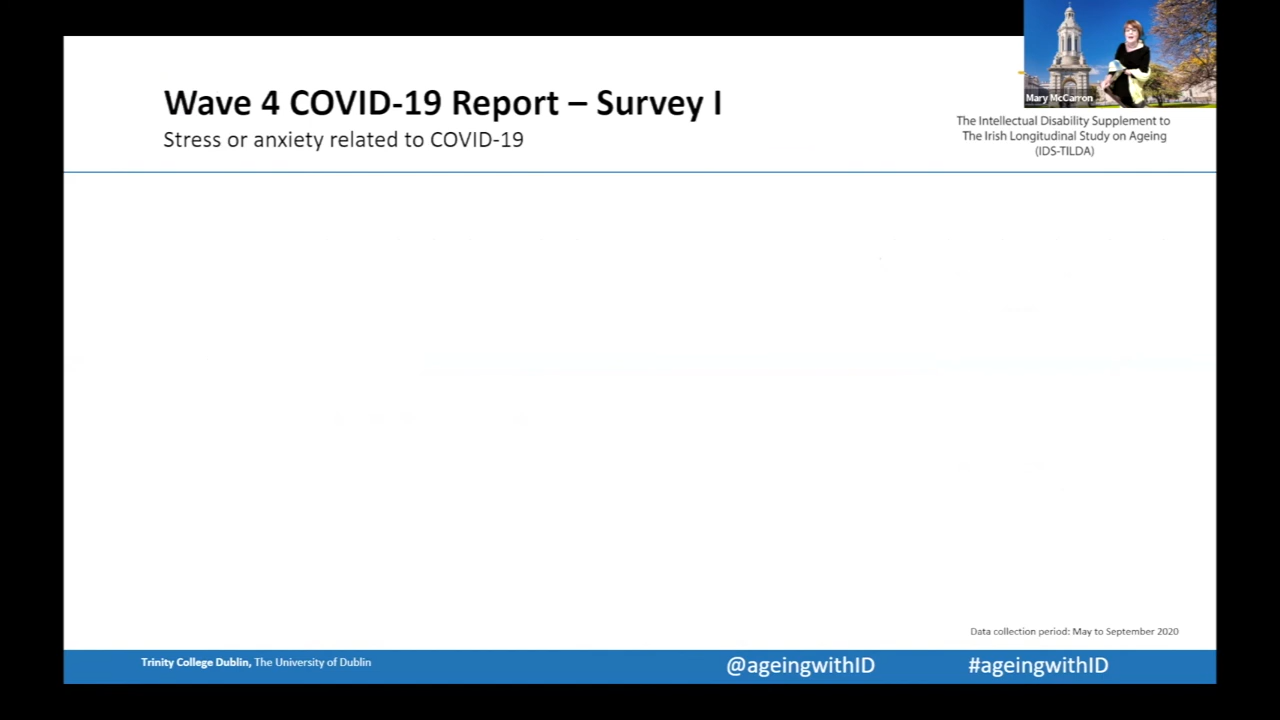 Wave 4 COVID-19 Report – Survey I
Stress or anxiety related to COVID-19
Mary McCarron
The Intellectual Disability Supplement to
The Irish Longitudinal Study on Ageing
(IDS-TILDA)
Data collection period: May to September 2020
Trinity College Dublin, The University of Dublin
@ageingwithID
#ageingwithID